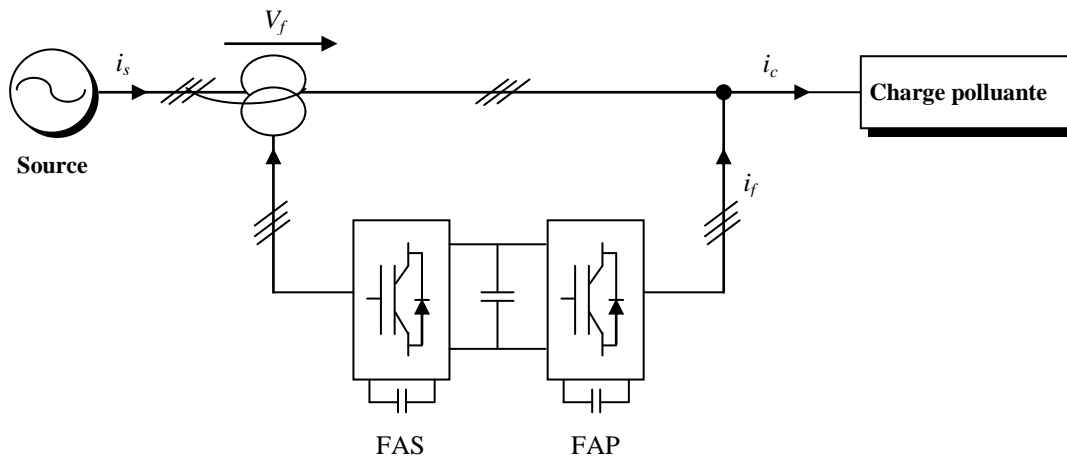 V_f
i_s
i_c
Charge polluante
Source
i_f
FAS
FAP